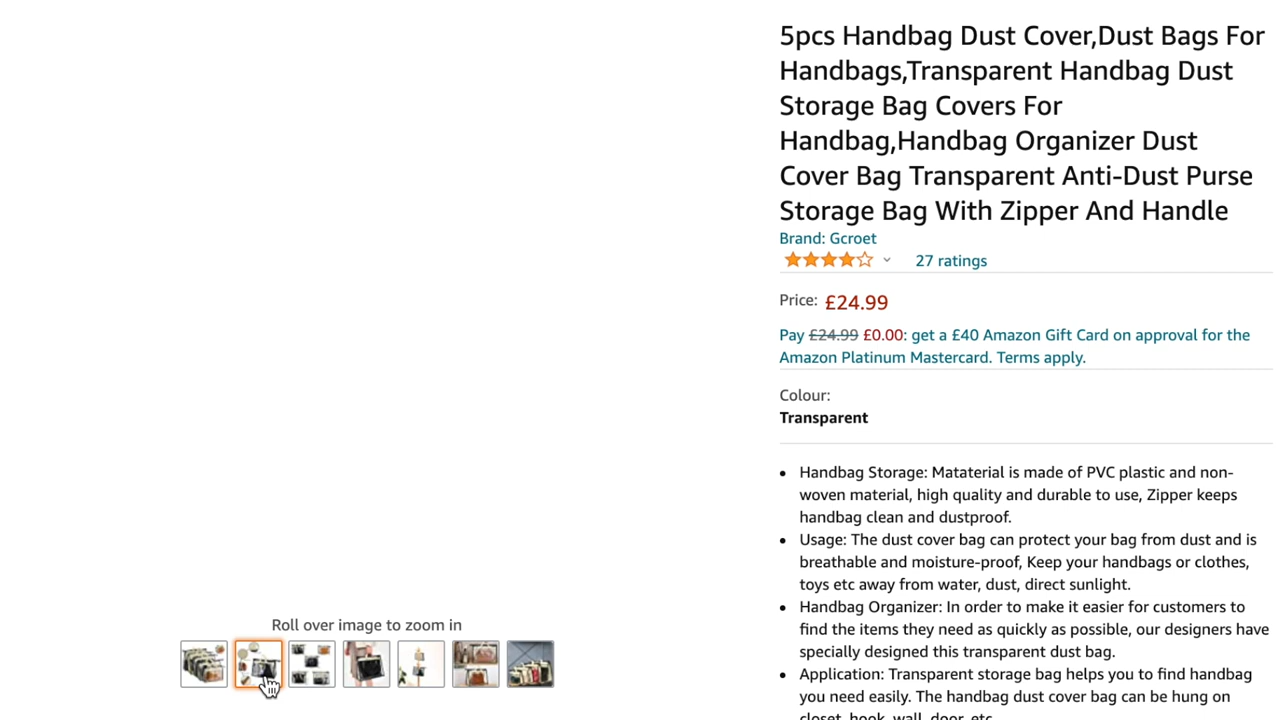 5pcs Handbag Dust Cover,Dust Bags For
Handbags,Transparent Handbag Dust
Storage Bag Covers For
Handbag,Handbag Organizer Dust
Cover Bag Transparent Anti-Dust Purse
Storage Bag With Zipper And Handle
Brand: Gcroet
27 ratings
Price: £24.99
Pay £24.99 £0.00: get a £40 Amazon Gift Card on approval for the
Amazon Platinum Mastercard. Terms apply.
Colour:
Transparent
• Handbag Storage: Mataterial is made of PVC plastic and non-
woven material, high quality and durable to use, Zipper keeps
handbag clean and dustproof.
• Usage: The dust cover bag can protect your bag from dust and is
breathable and moisture-proof, Keep your handbags or clothes,
toys etc away from water, dust, direct sunlight.
• Handbag Organizer: In order to make it easier for customers to
find the items they need as quickly as possible, our designers have
specially designed this transparent dust bag.
• Application: Transparent storage bag helps you to find handbag
you need easily. The handbag dust cover bag can be hung on
closet, hook, wall, door, etc
Roll over image to zoom in